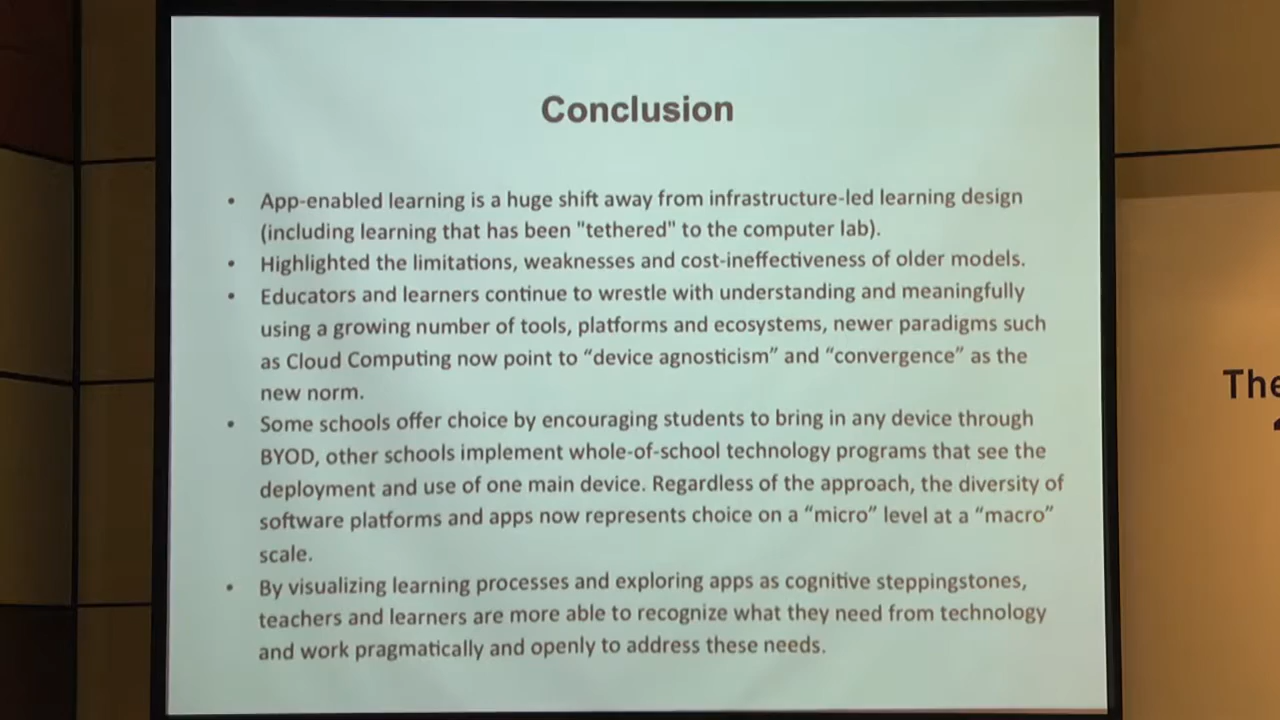 Conclusion
• App-enabled learning is a huge shift away from infrastructure-led learning design
(including learning that has been "tethered" to the computer lab).
• Highlighted the limitations, weaknesses and cost-ineffectiveness of older models.
• Educators and learners continue to wrestle with understanding and meaningfully
using a growing number of tools, platforms and ecosystems, newer paradigms such
as Cloud Computing now point to “device agnosticism” and “convergence” as the
new norm.
• Some schools offer choice by encouraging students to bring in any device through
BYOD, other schools implement whole-of-school technology programs that see the
deployment and use of one main device. Regardless of the approach, the diversity of
software platforms and apps now represents choice on a “micro” level at a “macro”
scale.
• By visualizing learning processes and exploring apps as cognitive steppingstones,
teachers and learners are more able to recognize what they need from technology
and work pragmatically and openly to address these needs.
The